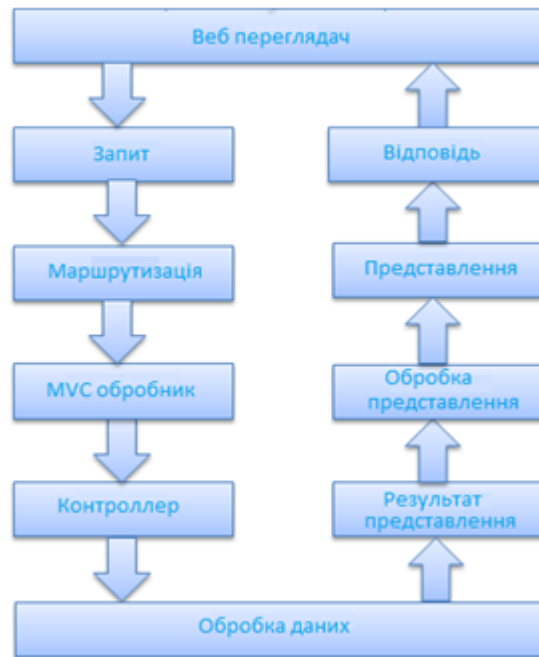 Веб переглядач
Запит
Маршрутизація
MVC обробник
Контроллер
Обробка даних
Результат
представлення
Обробка
представлення
Представлення
Відповідь